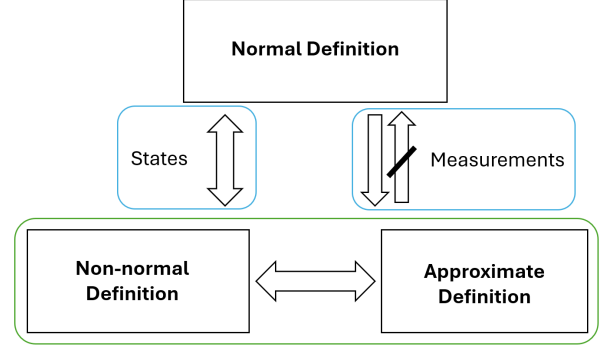 Normal Definition
States
Measurements
Non-normal
Definition
Approximate
Definition